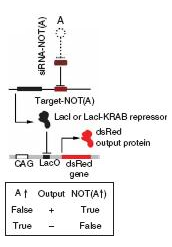 A
siRNA-NOT(A)
Target-NOT(A)
LacI or LacI-KRAB repressor
dsRed
output protein
CAG LacO dsRed
gene
A† Output NOT(A†)
False + True
True – False